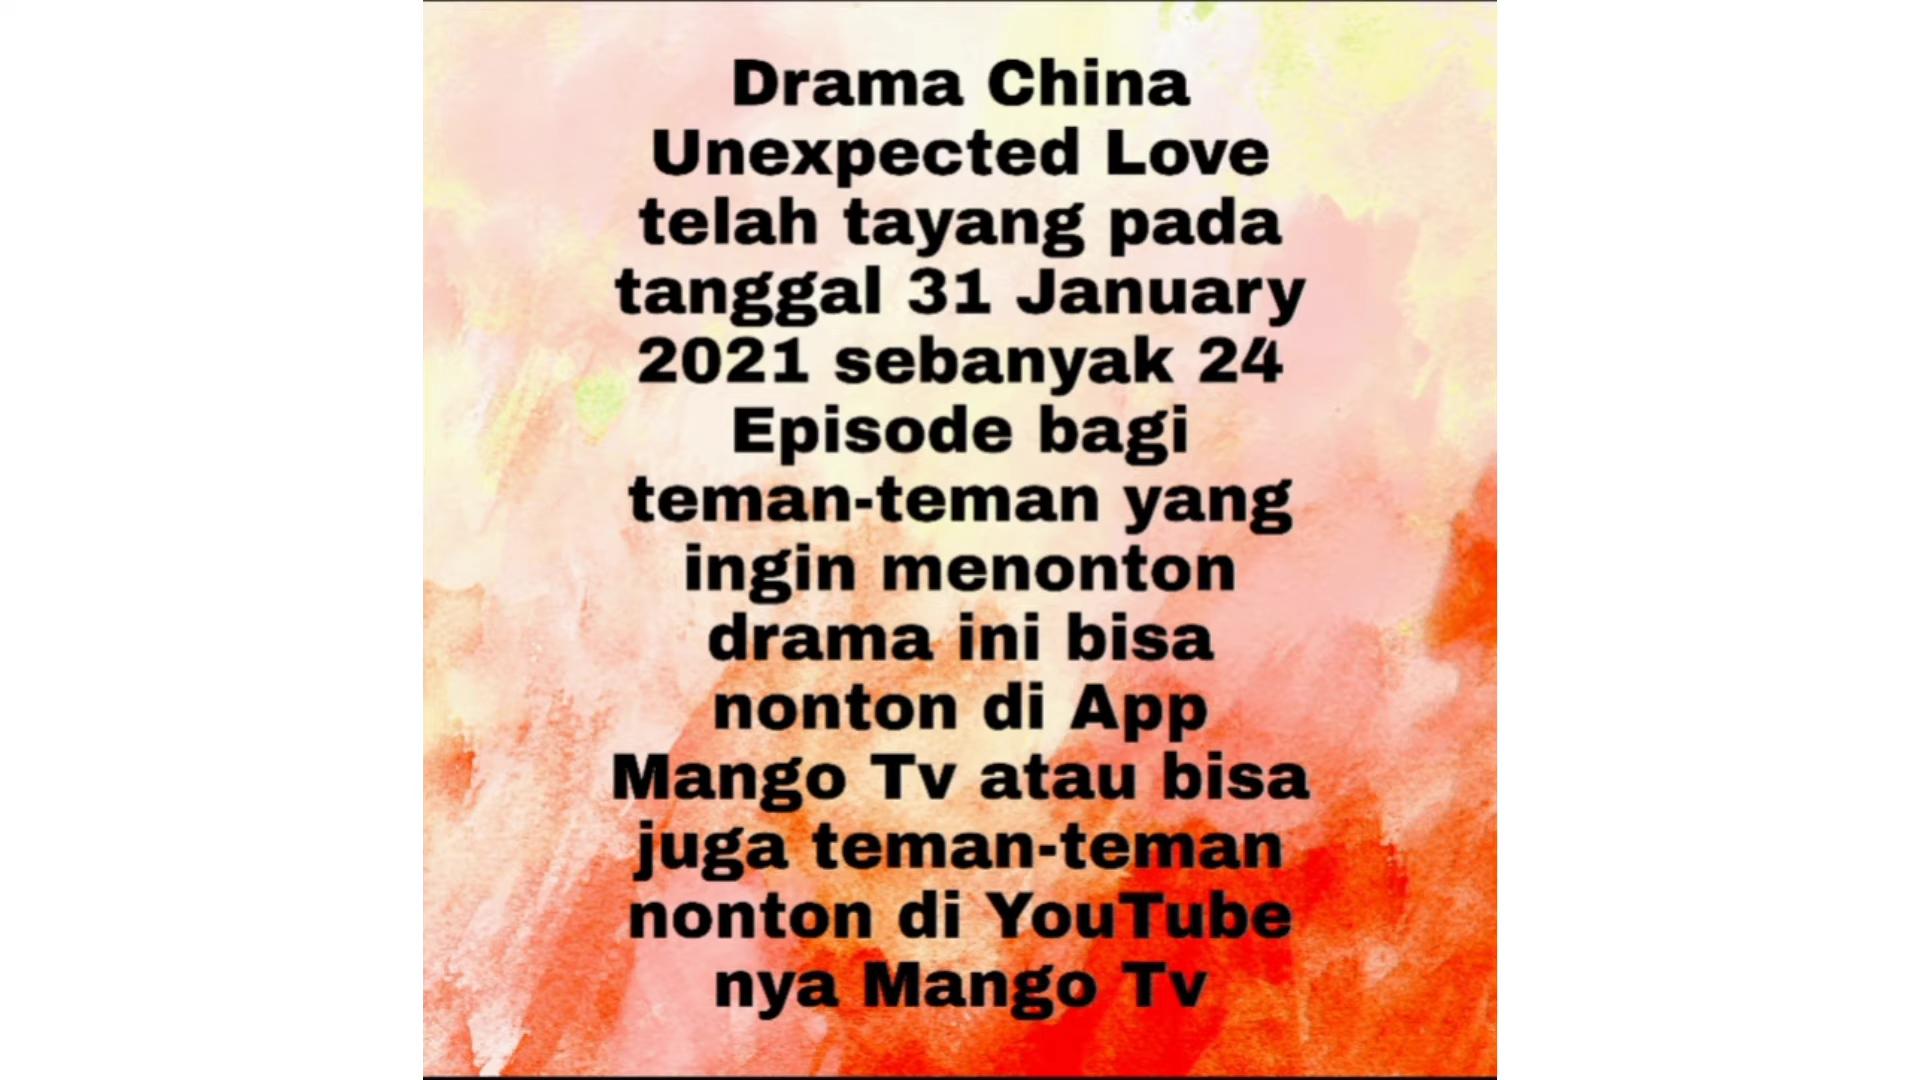 Drama China
Unexpected Love
telah tayang pada
tanggal 31 January
2021 sebanyak 24
Episode bagi
teman-teman yang
ingin menonton
drama ini bisa
nonton di App
Mango Tv atau bisa
juga teman-teman
nonton di YouTube
nya Mango Tv